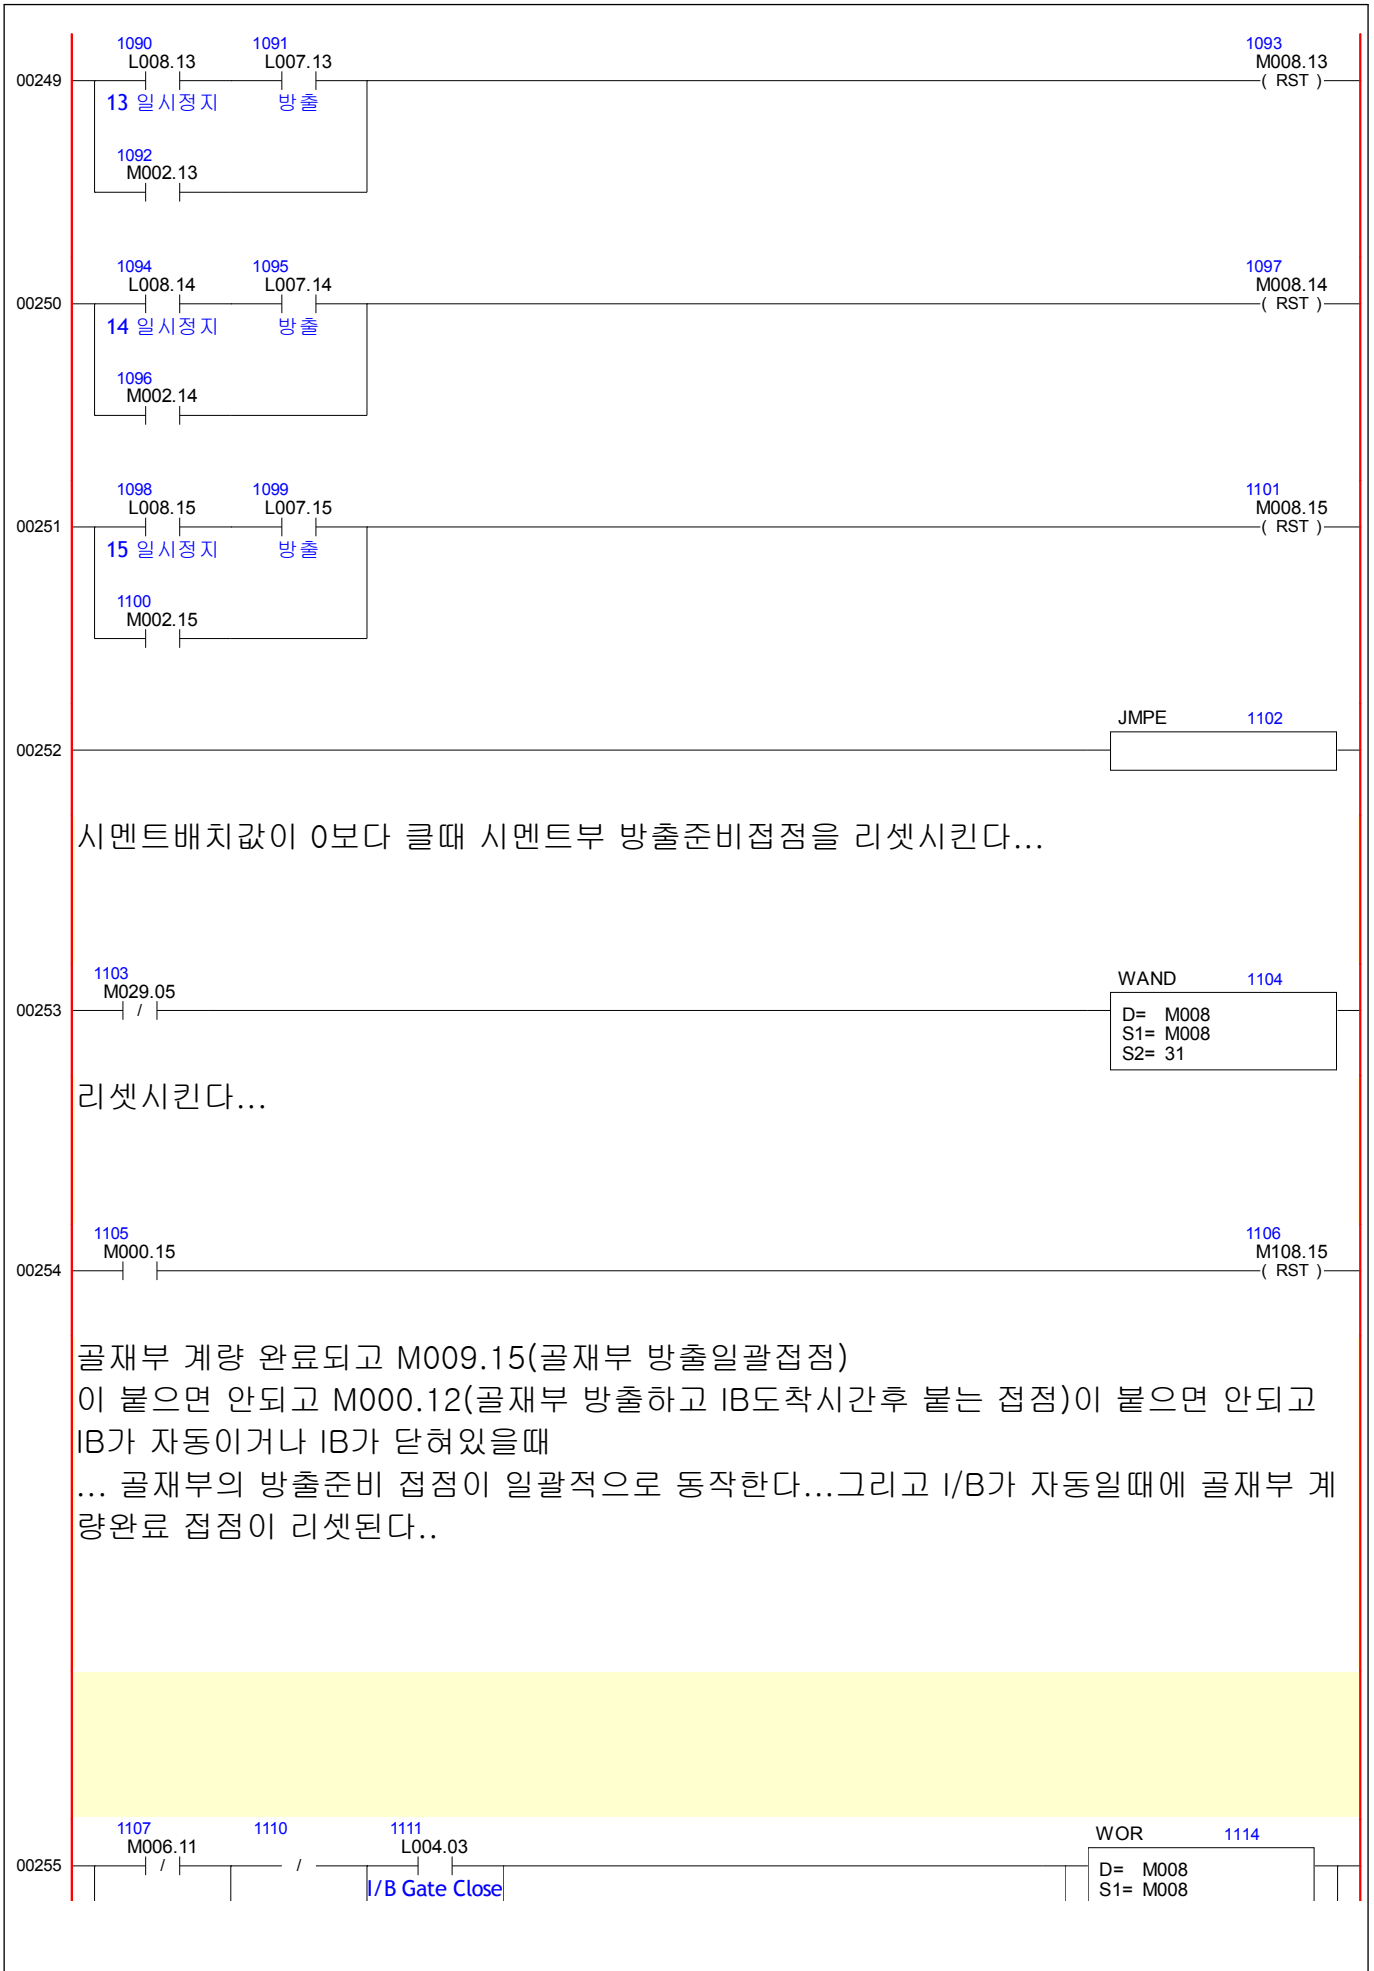 1090 1091 1093
L008.13 L007.13 M008.13
00249 ( RST )
13 일시정지 방출
1092
M002.13
1094 1095 1097
L008.14 L007.14 M008.14
00250 ( RST )
14 일시정지 방출
1096
M002.14
1098 1099 1101
L008.15 L007.15 M008.15
00251 ( RST )
15 일시정지 방출
1100
M002.15
JMPE 1102
00252
시멘트배치값이 0보다 클때 시멘트부 방출준비접점을 리셋시킨다...
1103 WAND 1104
M029.05
00253 / D= M008
S1= M008
S2= 31
리셋시킨다...
1105 1106
M000.15 M108.15
00254 ( RST )
골재부 계량 완료되고 M009.15(골재부 방출일괄접점)
이 붙으면 안되고 M000.12(골재부 방출하고 IB도착시간후 붙는 접점)이 붙으면 안되고
IB가 자동이거나 IB가 닫혀있을때
... 골재부의 방출준비 접점이 일괄적으로 동작한다...그리고 I/B가 자동일때에 골재부 계
량완료 접점이 리셋된다..
1107 1110 1111 WOR 1114
M006.11 L004.03
00255 / / D= M008
I/B Gate Close S1= M008